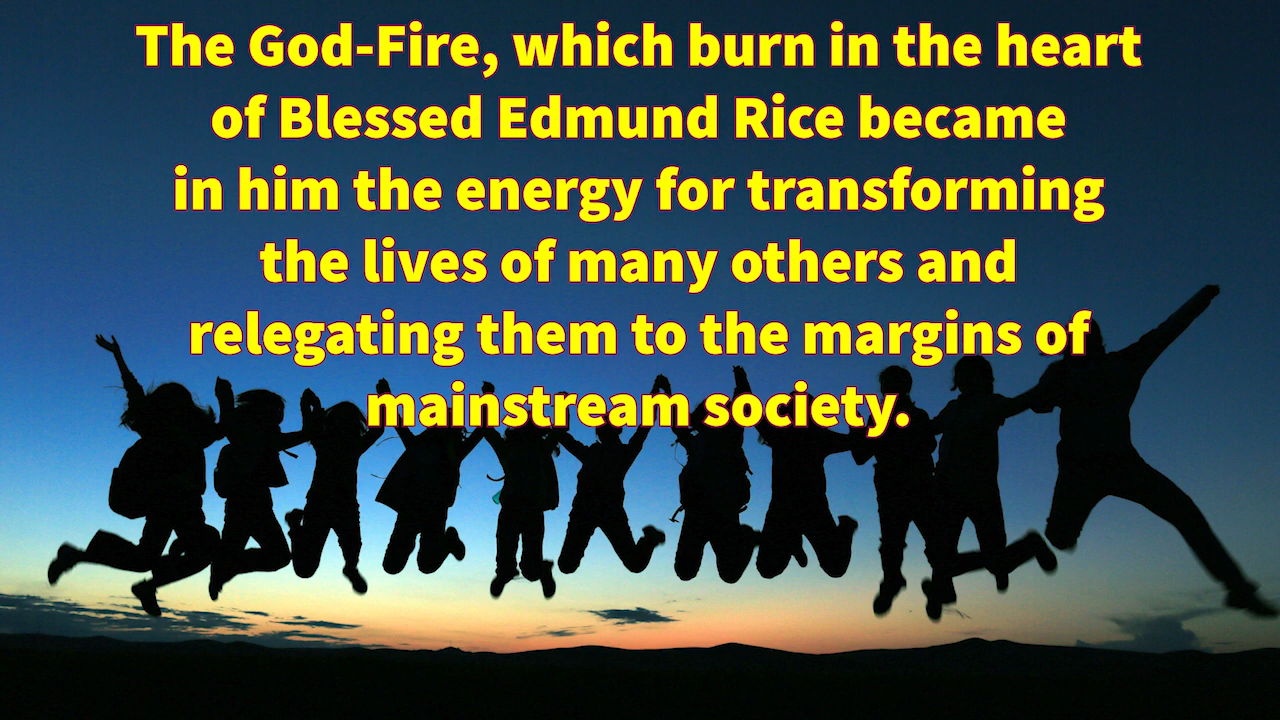 The God-Fire, which burn in the heart
of Blessed Edmund Rice became
in him the energy for transforming
the lives of many others and
relegating them to the margins of
mainstream society.